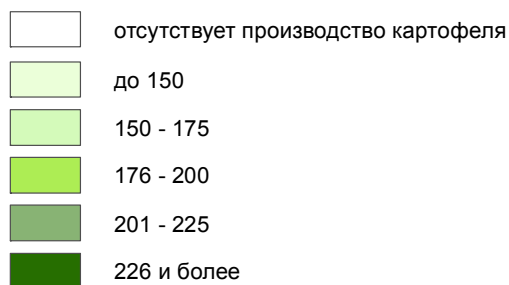 отсутствует производство картофеля
до 150
150 - 175
176 - 200
201 - 225
226 и более